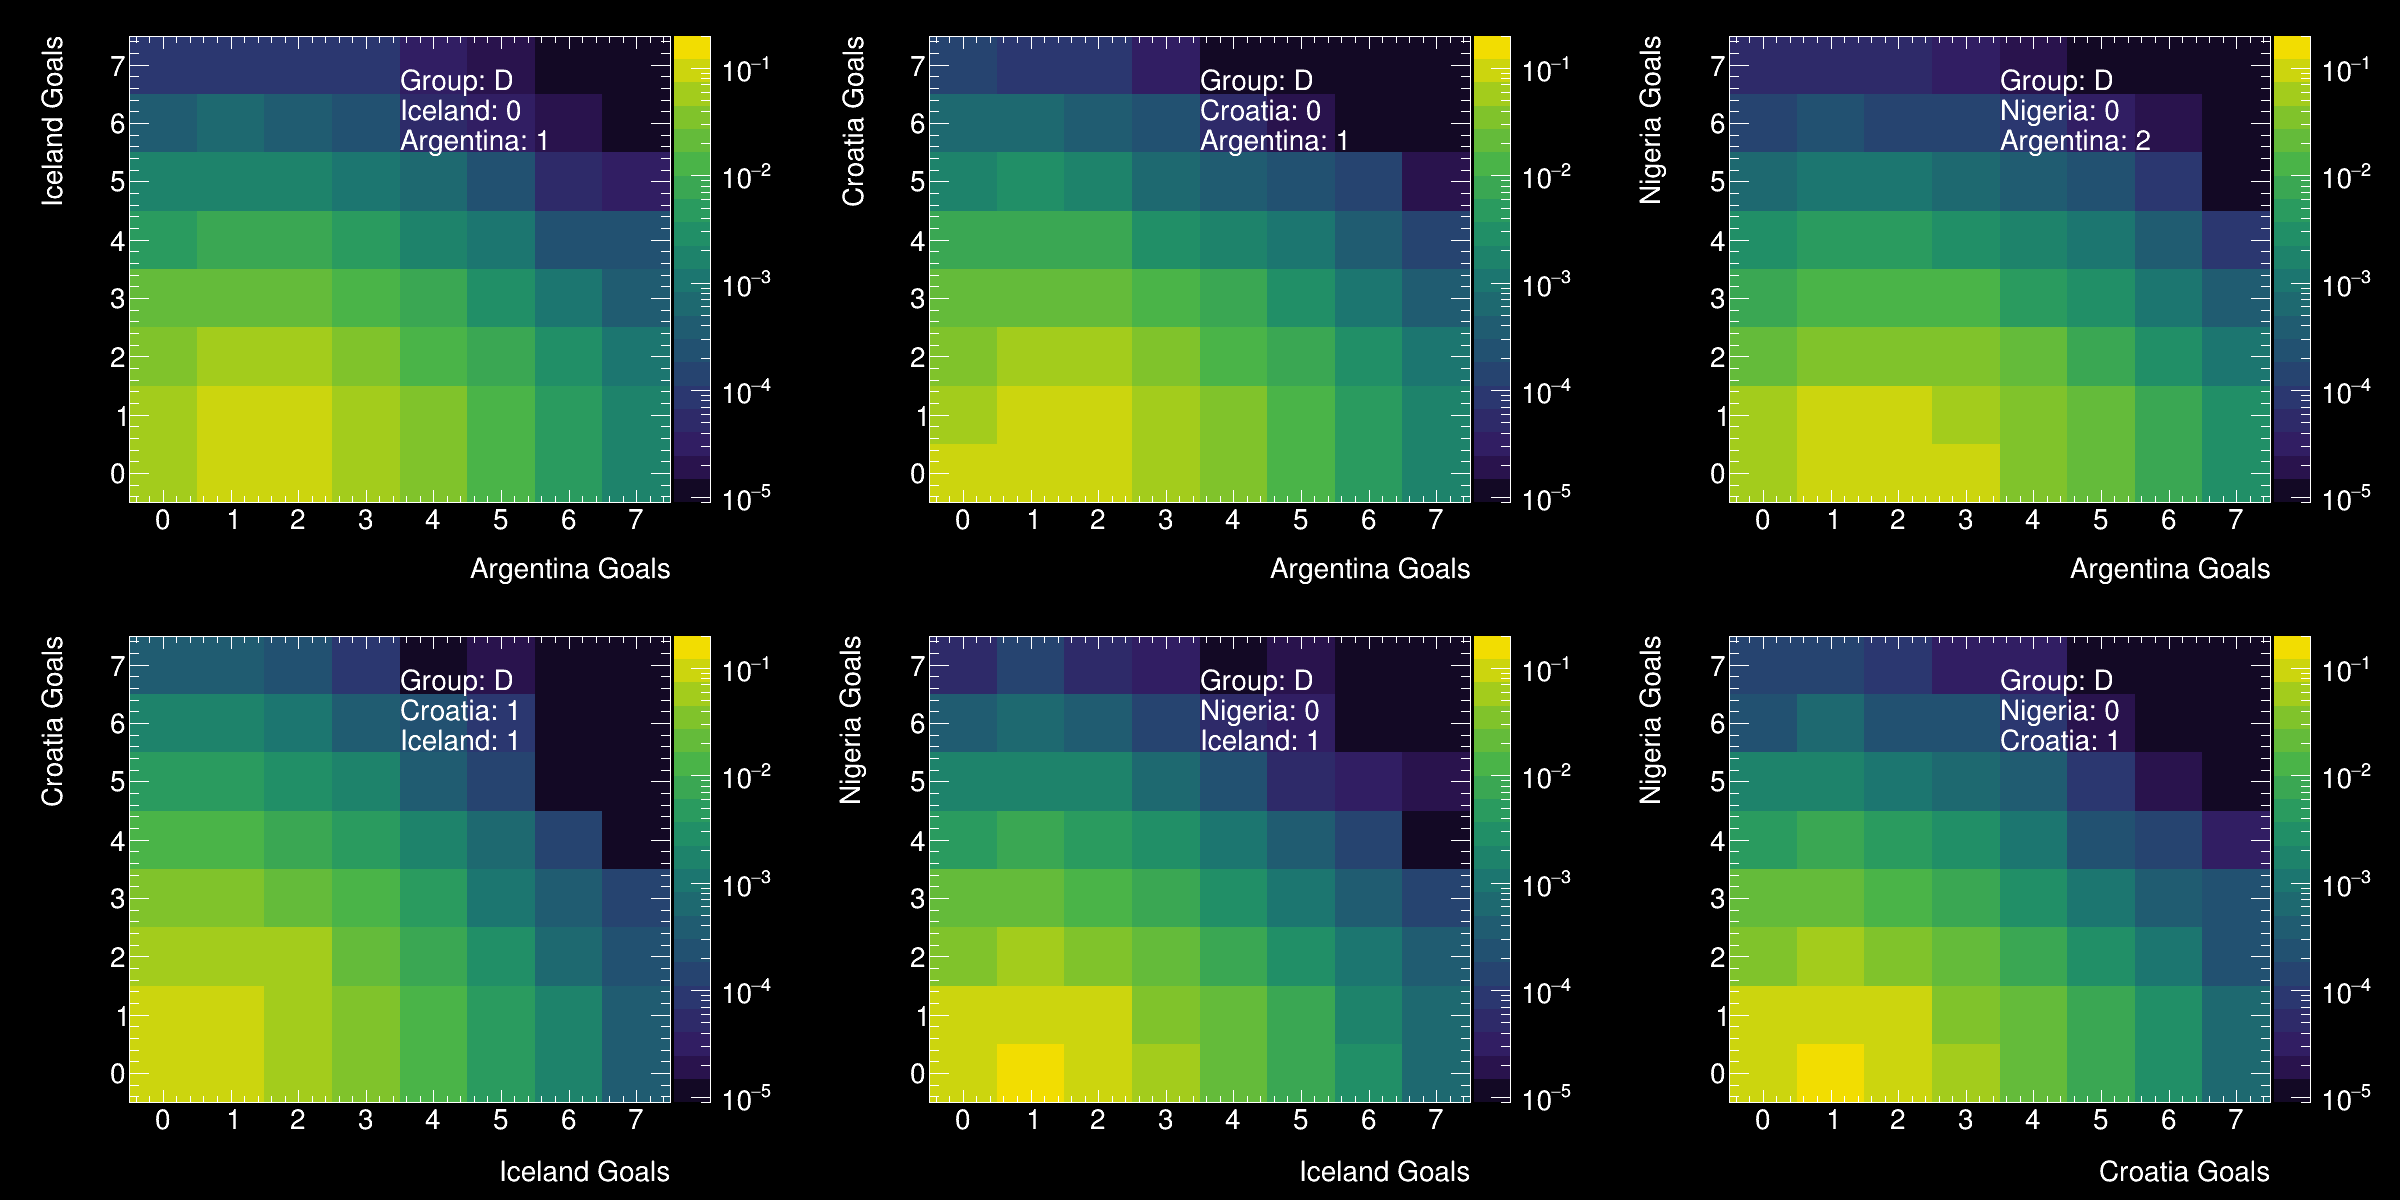 Iceland Goals
7
6
5
4
3
2
1
0
Group: D
Iceland: 0
Argentina: 1
10⁻¹
10⁻²
10⁻³
10⁻⁴
10⁻⁵
0 1 2 3 4 5 6 7
Argentina Goals
Croatia Goals
7
6
5
4
3
2
1
0
Group: D
Croatia: 0
Argentina: 1
10⁻¹
10⁻²
10⁻³
10⁻⁴
10⁻⁵
0 1 2 3 4 5 6 7
Argentina Goals
Nigeria Goals
7
6
5
4
3
2
1
0
Group: D
Nigeria: 0
Argentina: 2
10⁻¹
10⁻²
10⁻³
10⁻⁴
10⁻⁵
0 1 2 3 4 5 6 7
Argentina Goals
Croatia Goals
7
6
5
4
3
2
1
0
Group: D
Croatia: 1
Iceland: 1
10⁻¹
10⁻²
10⁻³
10⁻⁴
10⁻⁵
0 1 2 3 4 5 6 7
Iceland Goals
Nigeria Goals
7
6
5
4
3
2
1
0
Group: D
Nigeria: 0
Iceland: 1
10⁻¹
10⁻²
10⁻³
10⁻⁴
10⁻⁵
0 1 2 3 4 5 6 7
Iceland Goals
Nigeria Goals
7
6
5
4
3
2
1
0
Group: D
Nigeria: 0
Croatia: 1
10⁻¹
10⁻²
10⁻³
10⁻⁴
10⁻⁵
0 1 2 3 4 5 6 7
Croatia Goals